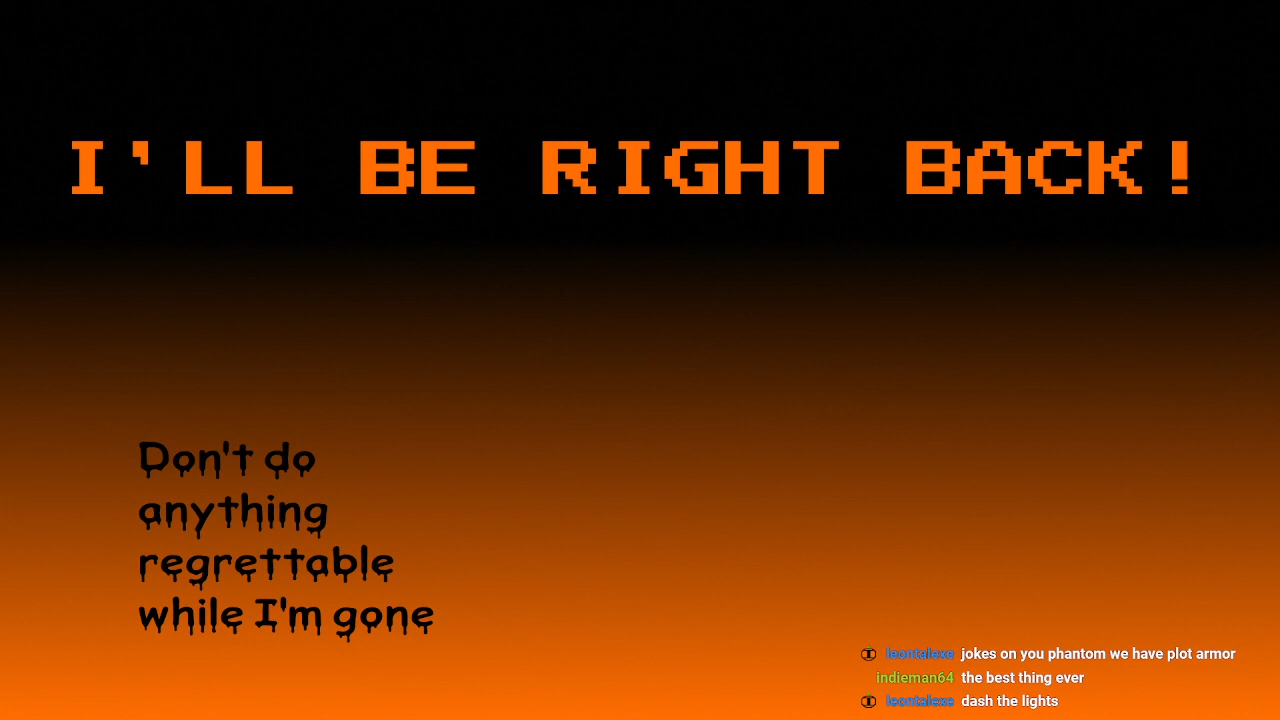 I'LL BE RIGHT BACK!
Don't do
anything
regrettable
while I'm gone
leontalexe jokes on you phantom we have plot armor
indieman64 the best thing ever
leontalexe dash the lights